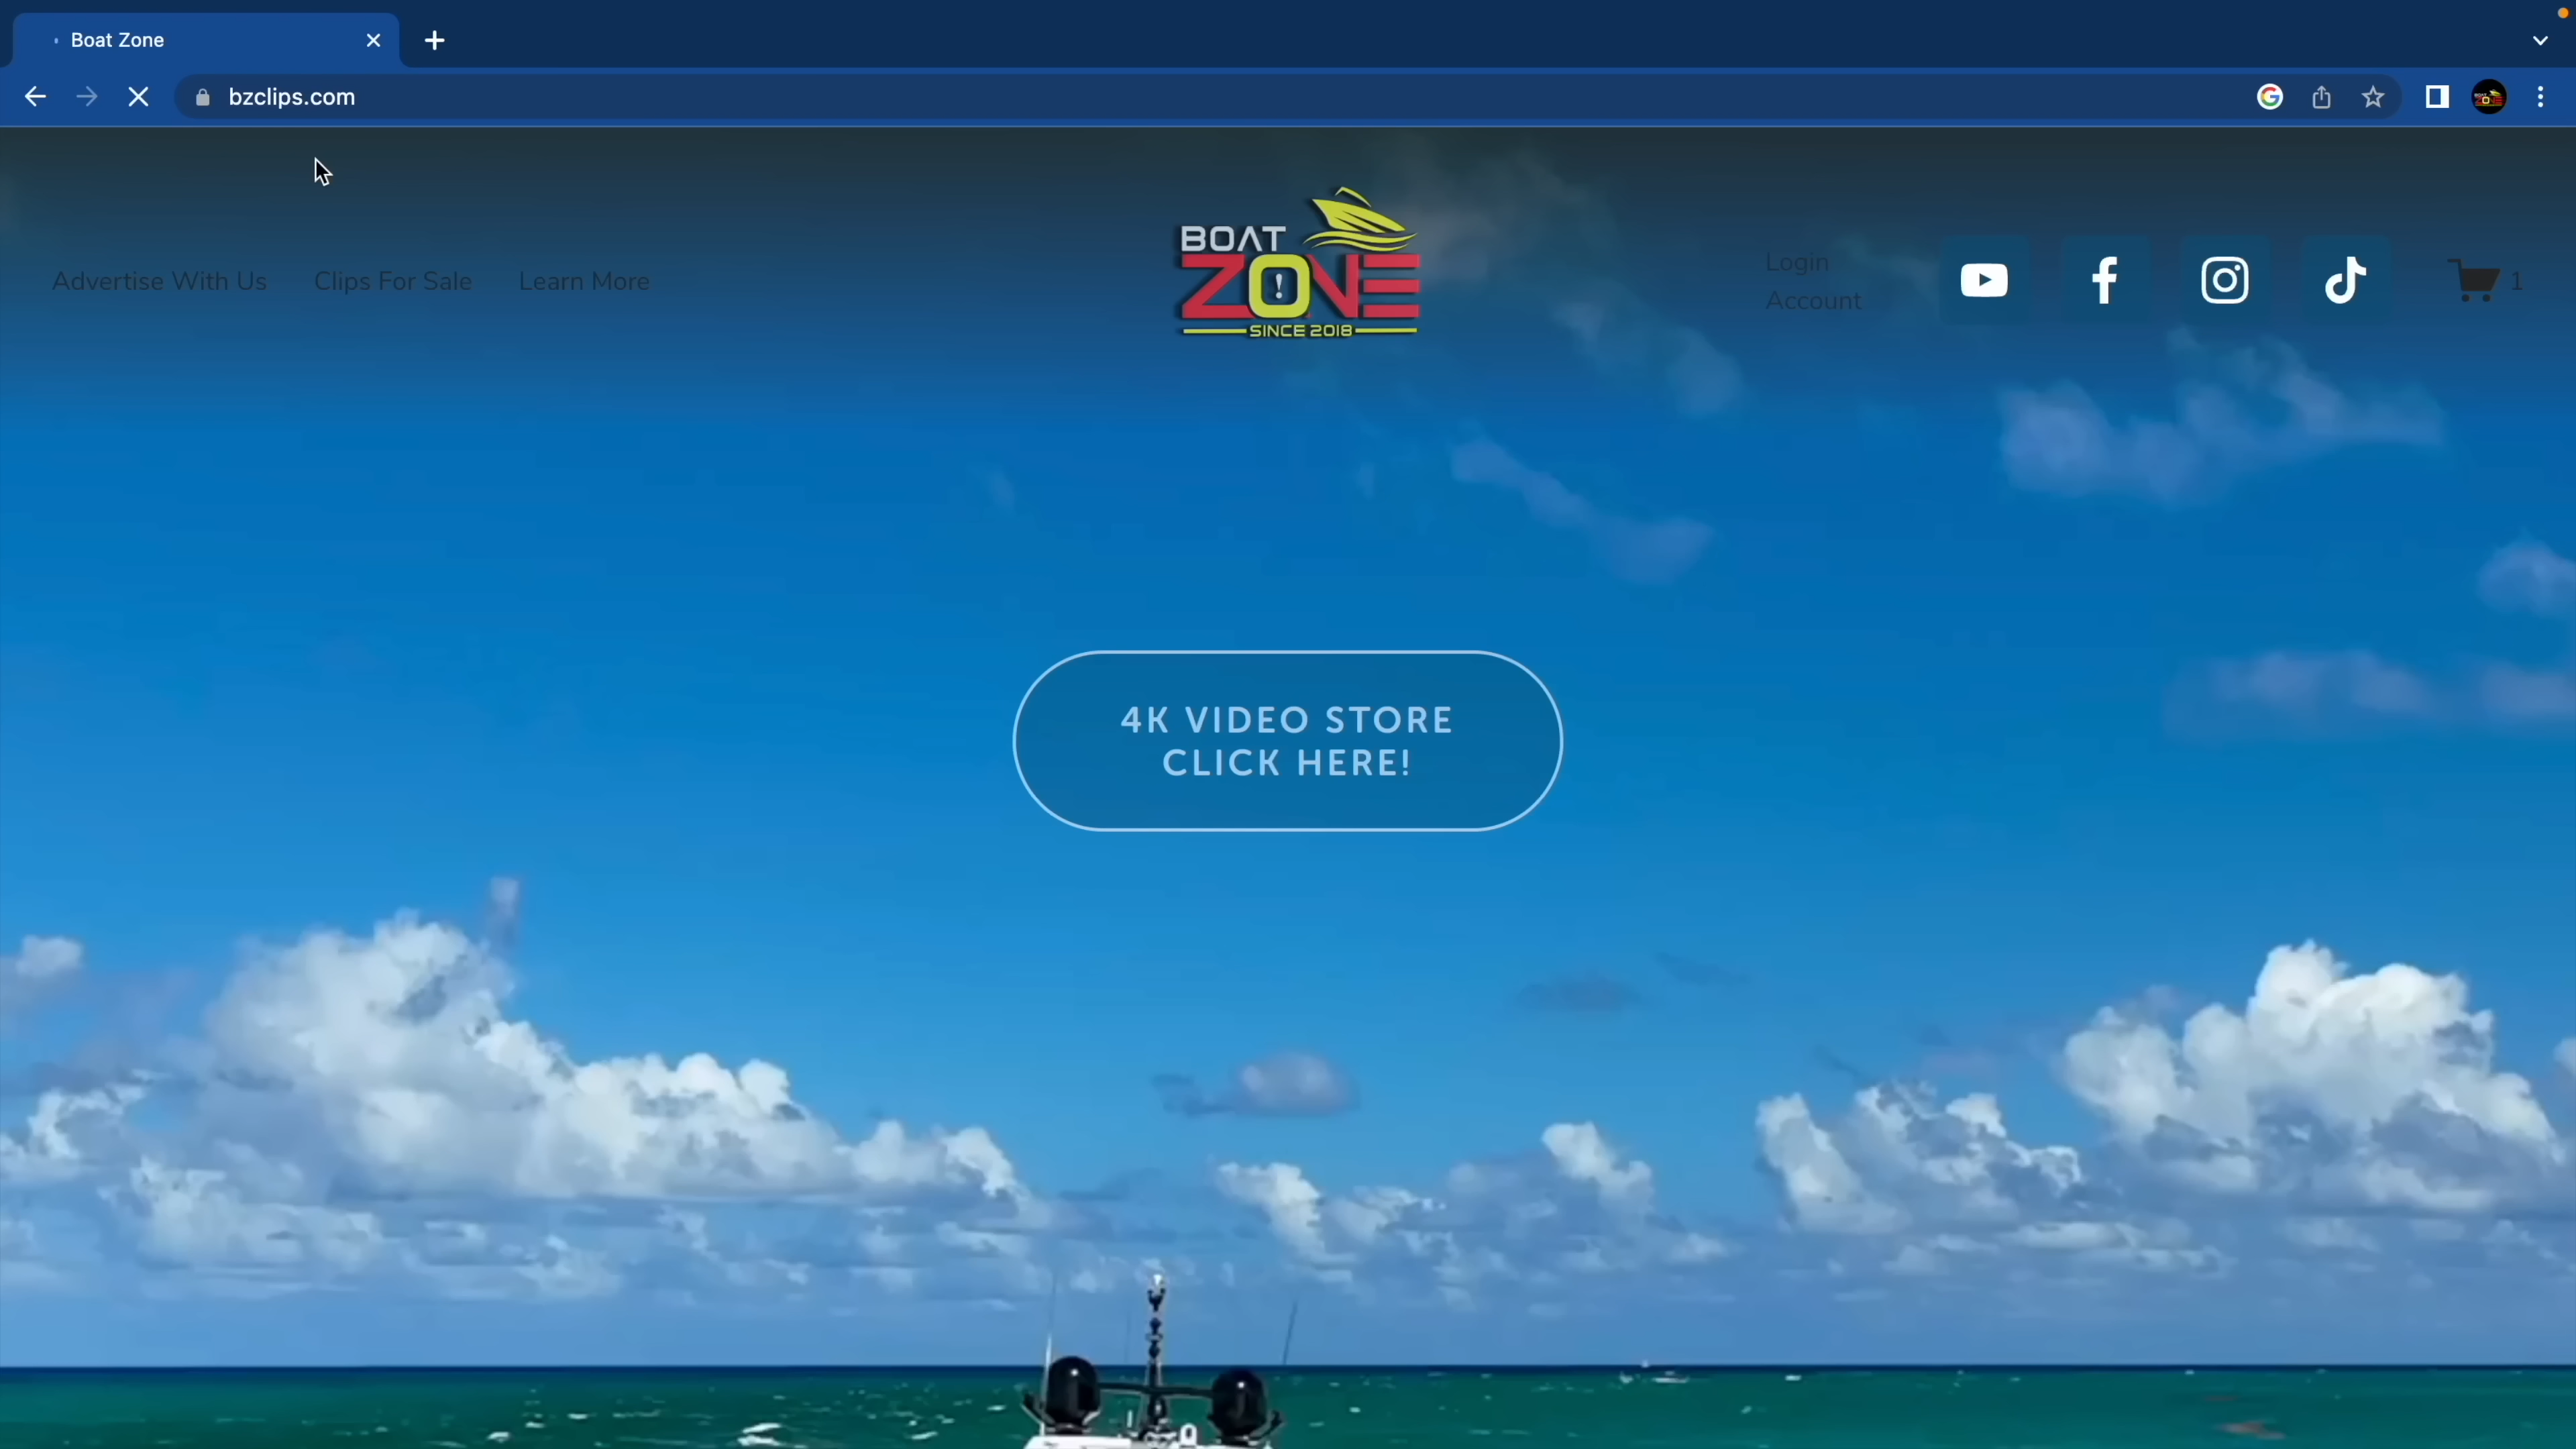 Boat Zone
bzclips.com
Advertise With Us
Clips For Sale
Learn More
BOAT
ZONE
!
SINCE 2018
Login
Account
1
4K VIDEO STORE
CLICK HERE!